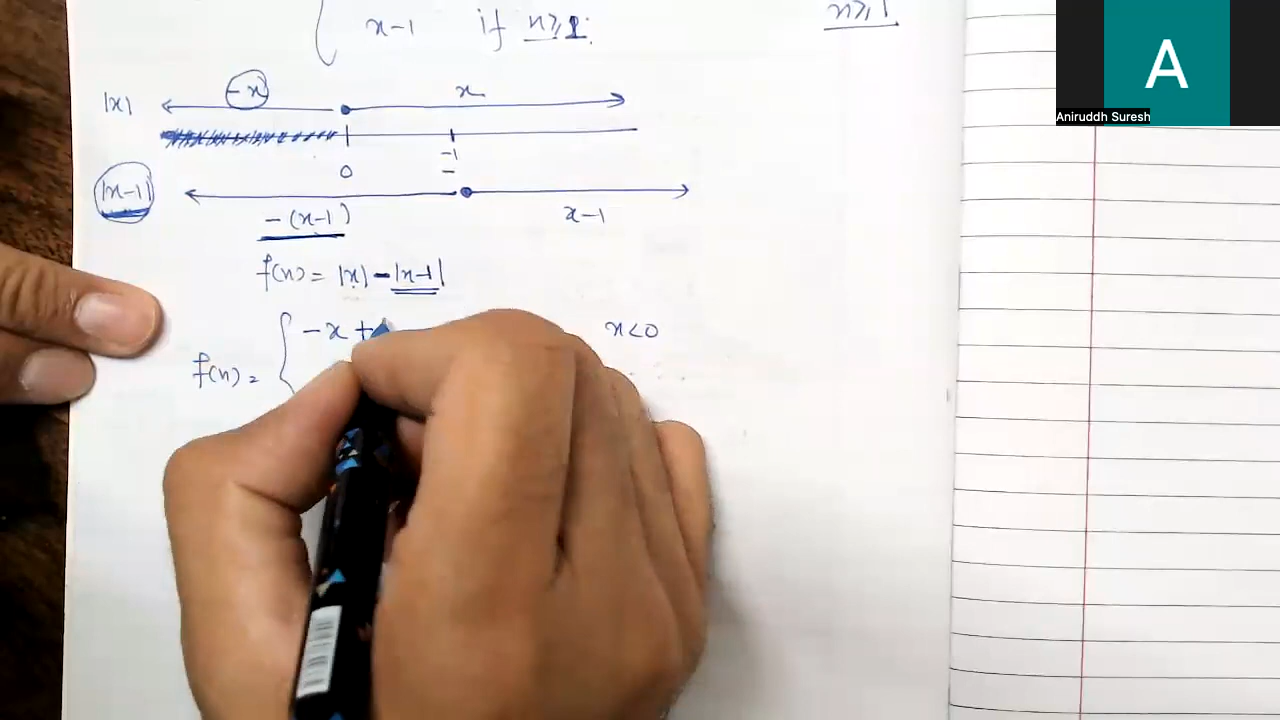 x-1 if n≥1.
n≥1
A
Aniruddh Suresh
|x| -x x
0 -1
|x-1|
-(x-1) x-1
f(n) = |x| - |x-1|
-x + n<0
f(n) =